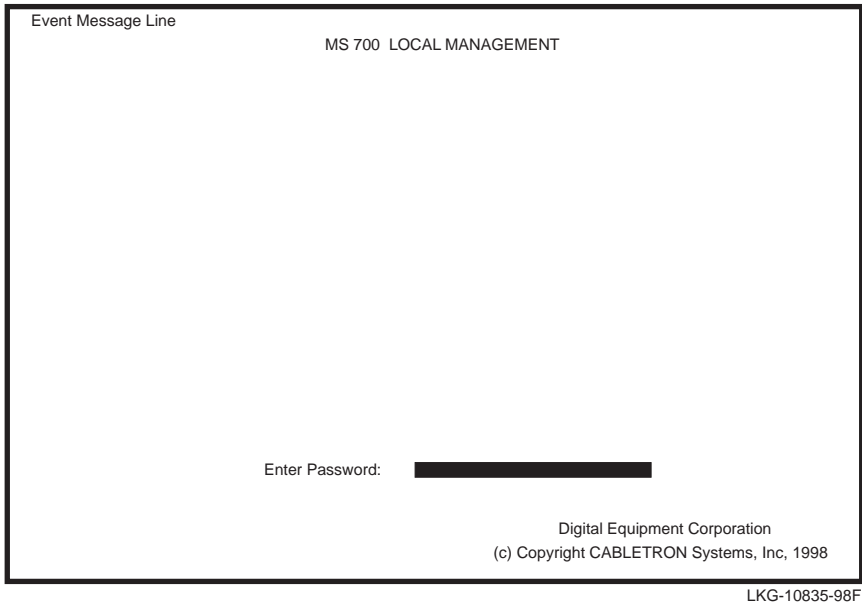 Event Message Line
MS 700 LOCAL MANAGEMENT
Enter Password:
Digital Equipment Corporation
(c) Copyright CABLETRON Systems, Inc, 1998
LKG-10835-98F